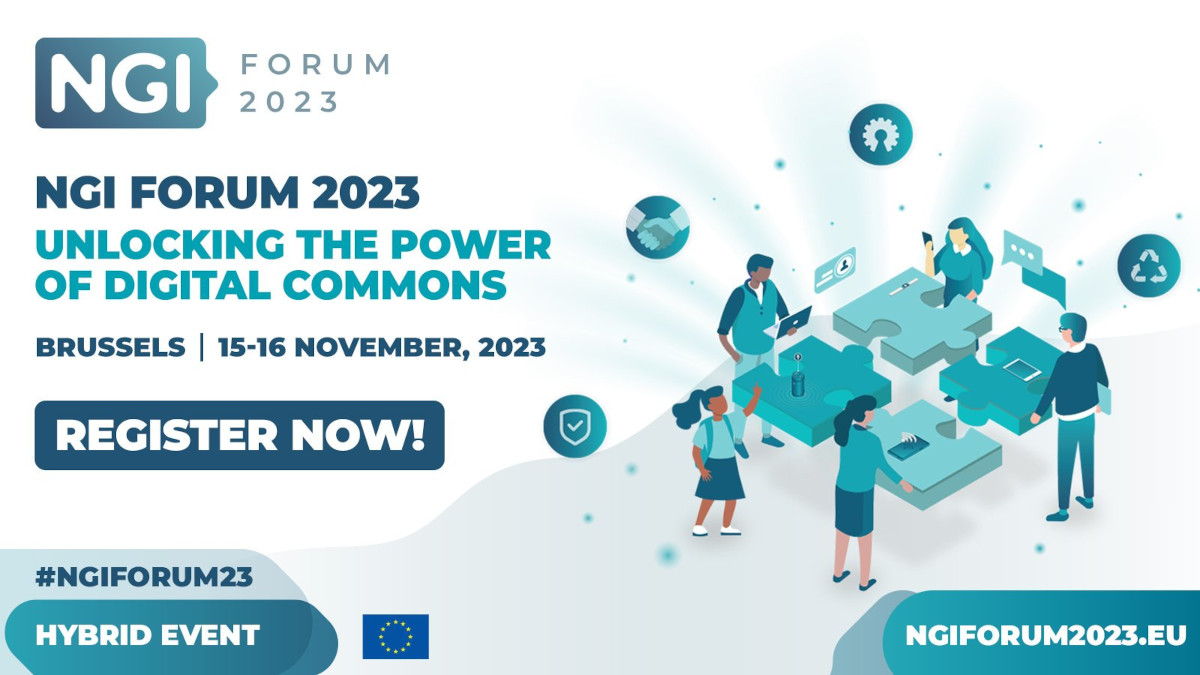 NGI FORUM
2023
NGI FORUM 2023
UNLOCKING THE POWER
OF DIGITAL COMMONS
BRUSSELS | 15-16 NOVEMBER, 2023
REGISTER NOW!
#NGIFORUM23
HYBRID EVENT
NGIFORUM2023.EU